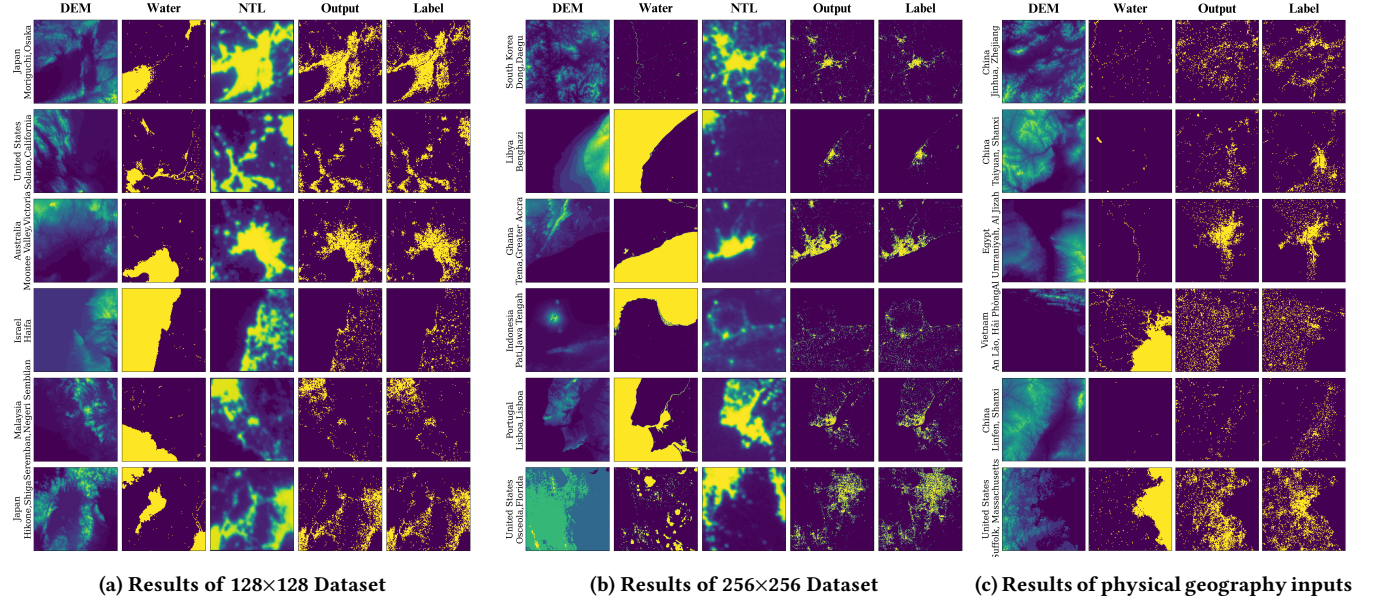 DEM Water NTL Output Label
Japan
Moriguchi,Osaka
United States
Solano,California
Australia
Moonee Valley,Victoria
Israel
Haifa
Malaysia
Seremban,Negeri Sembilan
Japan
Hikone,Shiga
(a) Results of 128×128 Dataset
DEM Water NTL Output Label
South Korea
Dong,Daegu
Libya
Benghazi
Ghana
Tema,Greater Accra
Indonesia
Pati,Jawa Tengah
Portugal
Lisboa,Lisboa
United States
Osceola,Florida
(b) Results of 256×256 Dataset
DEM Water Output Label
China
Jinhua, Zhejiang
China
Taiyuan, Shanxi
Egypt
Al Umraniyah, Al Jizah
Vietnam
An Lão, Hải Phòng
China
Linfen, Shanxi
United States
Suffolk, Massachusetts
(c) Results of physical geography inputs